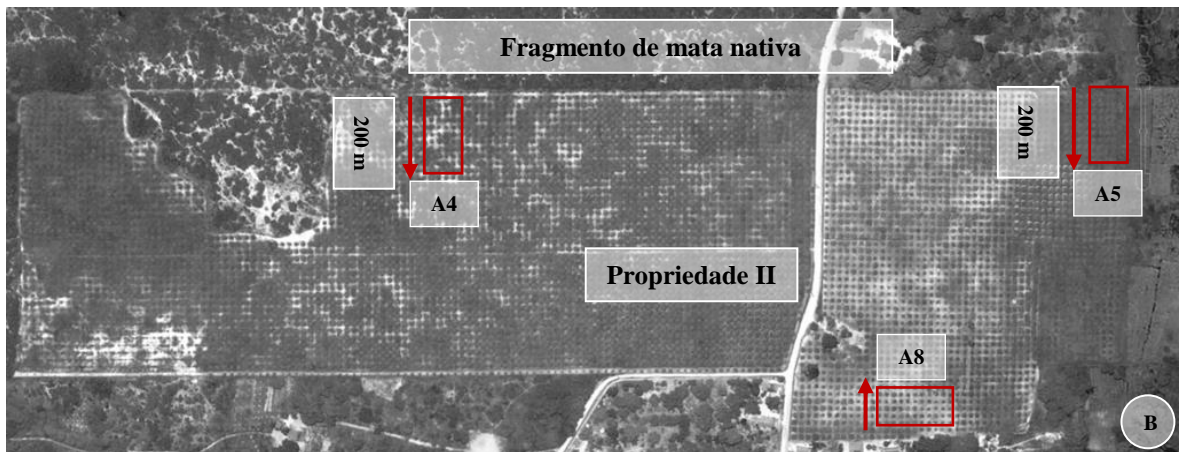 Fragmento de mata nativa
200 m
A4
200 m
A5
Propriedade II
A8
B